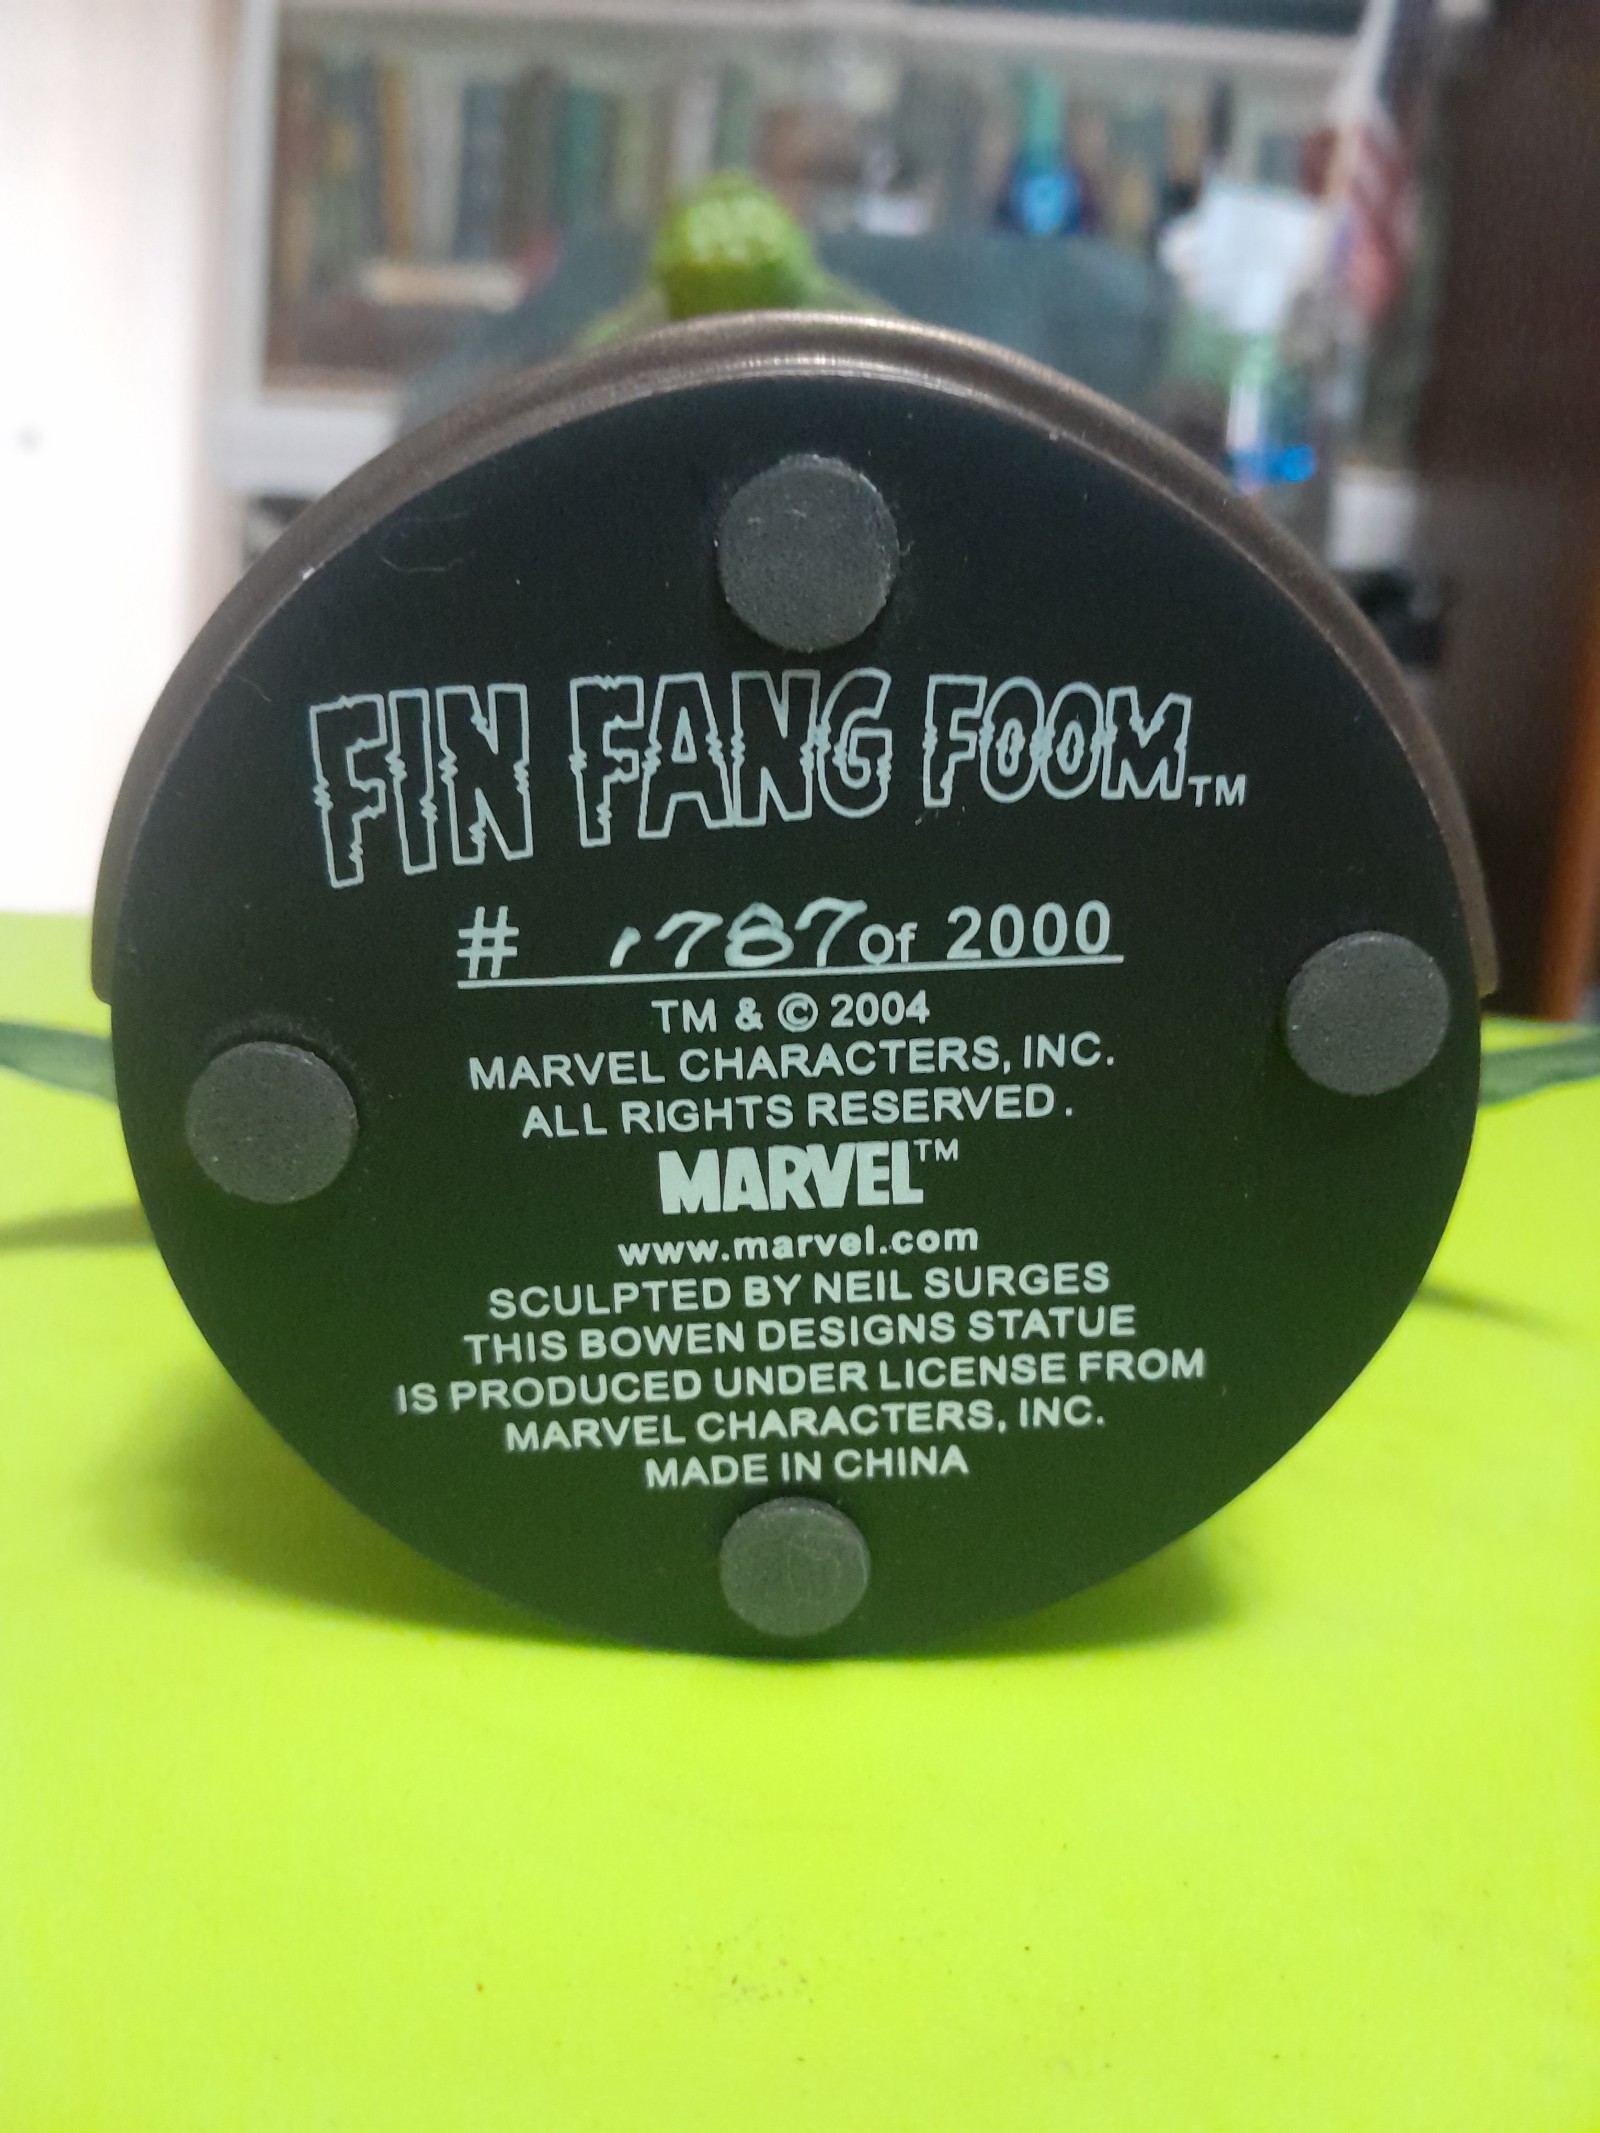 FIN FANG FOOM™
# 1787 of 2000
TM & © 2004
MARVEL CHARACTERS, INC.
ALL RIGHTS RESERVED.
MARVEL™
www.marvel.com
SCULPTED BY NEIL SURGES
THIS BOWEN DESIGNS STATUE
IS PRODUCED UNDER LICENSE FROM
MARVEL CHARACTERS, INC.
MADE IN CHINA